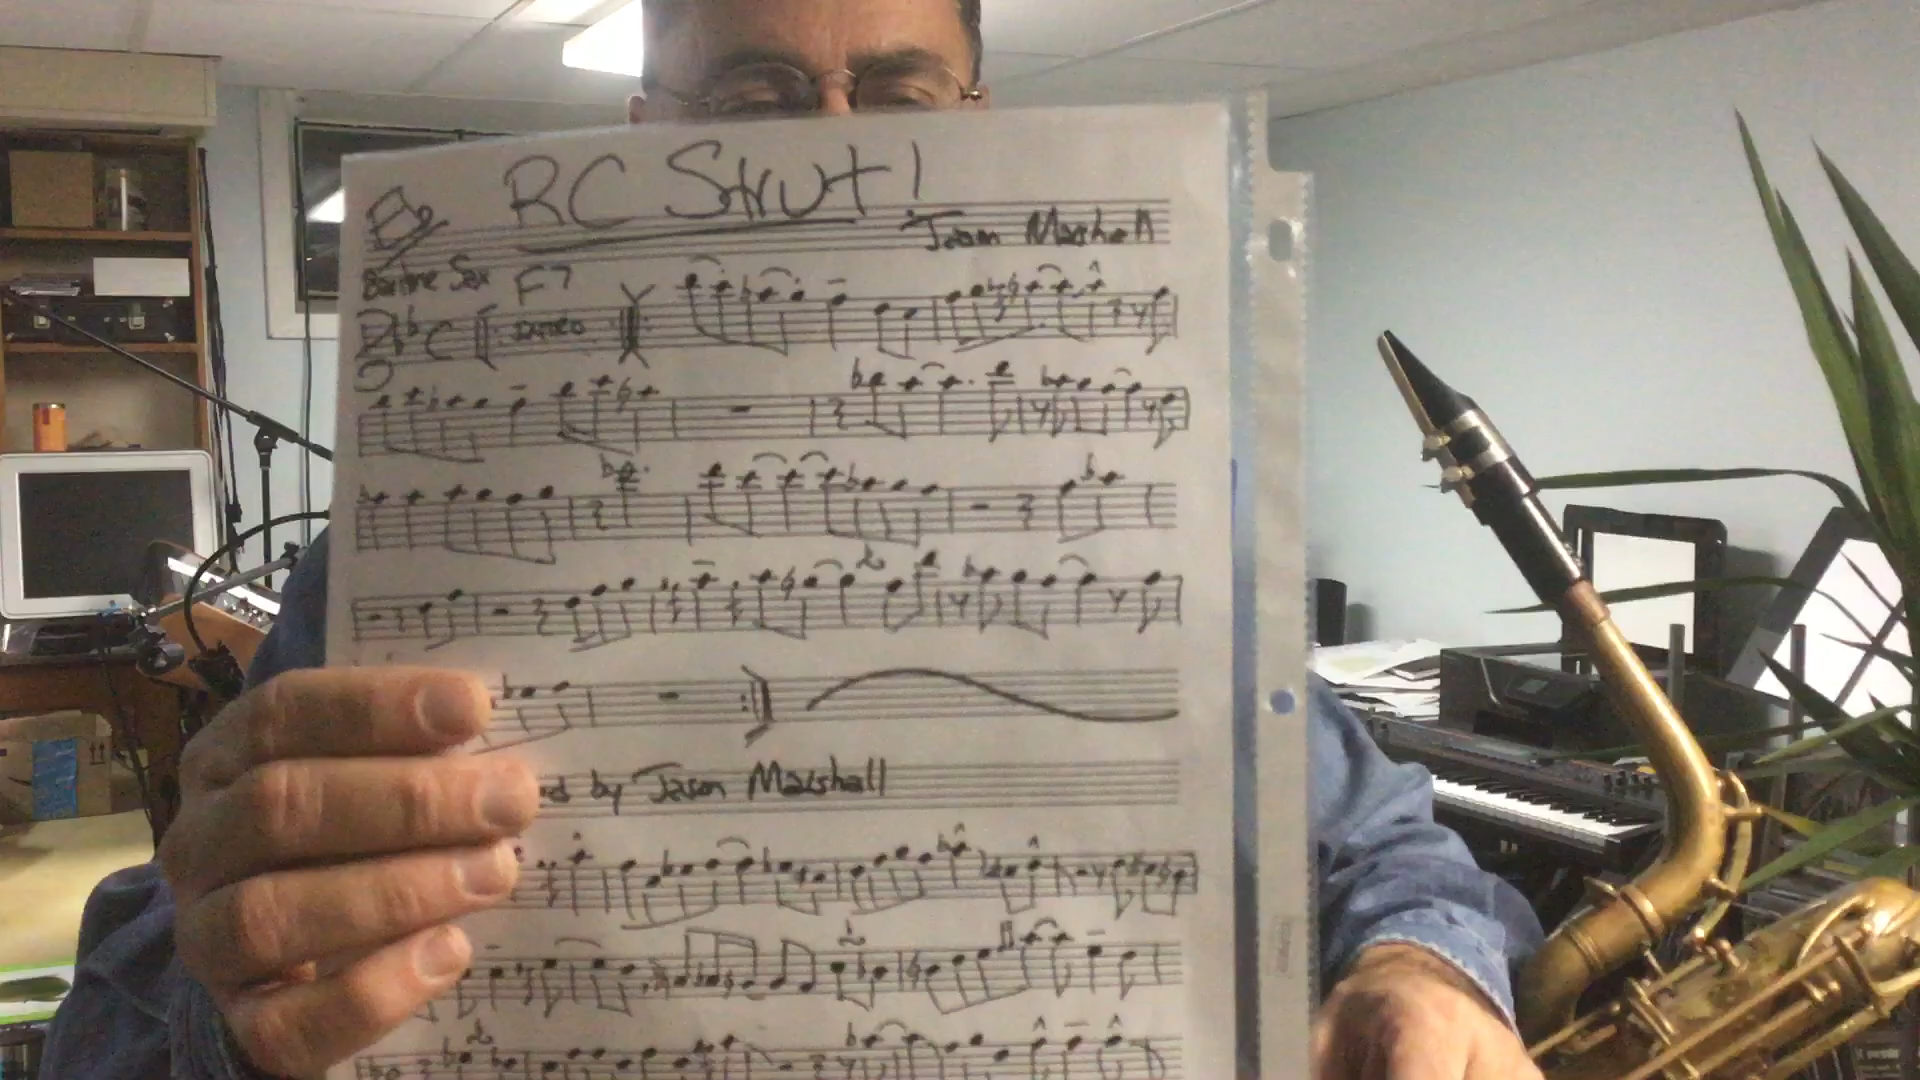 RC Strut!
Jason Marshall
Baritone Sax F7
C
by Jason Marshall